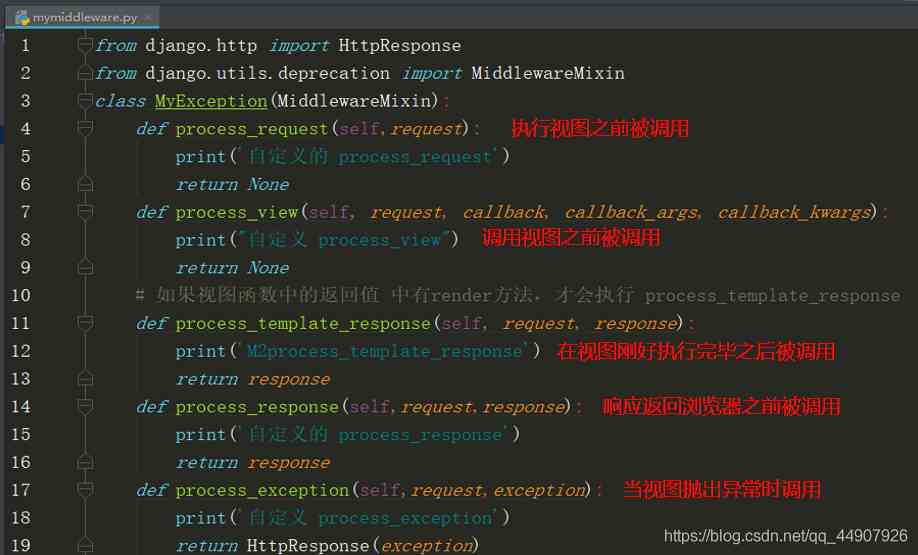 mymiddleware.py
1 from django.http import HttpResponse
2 from django.utils.deprecation import MiddlewareMixin
3 class MyException(MiddlewareMixin):
4 def process_request(self,request): 执行视图之前被调用
5 print('自定义的 process_request')
6 return None
7 def process_view(self, request, callback, callback_args, callback_kwargs):
8 print("自定义 process_view") 调用视图之前被调用
9 return None
10 # 如果视图函数中的返回值 中有render方法，才会执行 process_template_response
11 def process_template_response(self, request, response):
12 print('M2process_template_response') 在视图刚好执行完毕之后被调用
13 return response
14 def process_response(self,request,response): 响应返回浏览器之前被调用
15 print('自定义的 process_response')
16 return response
17 def process_exception(self,request,exception): 当视图抛出异常时调用
18 print('自定义 process_exception')
19 return HttpResponse(exception)
https://blog.csdn.net/qq_44907926